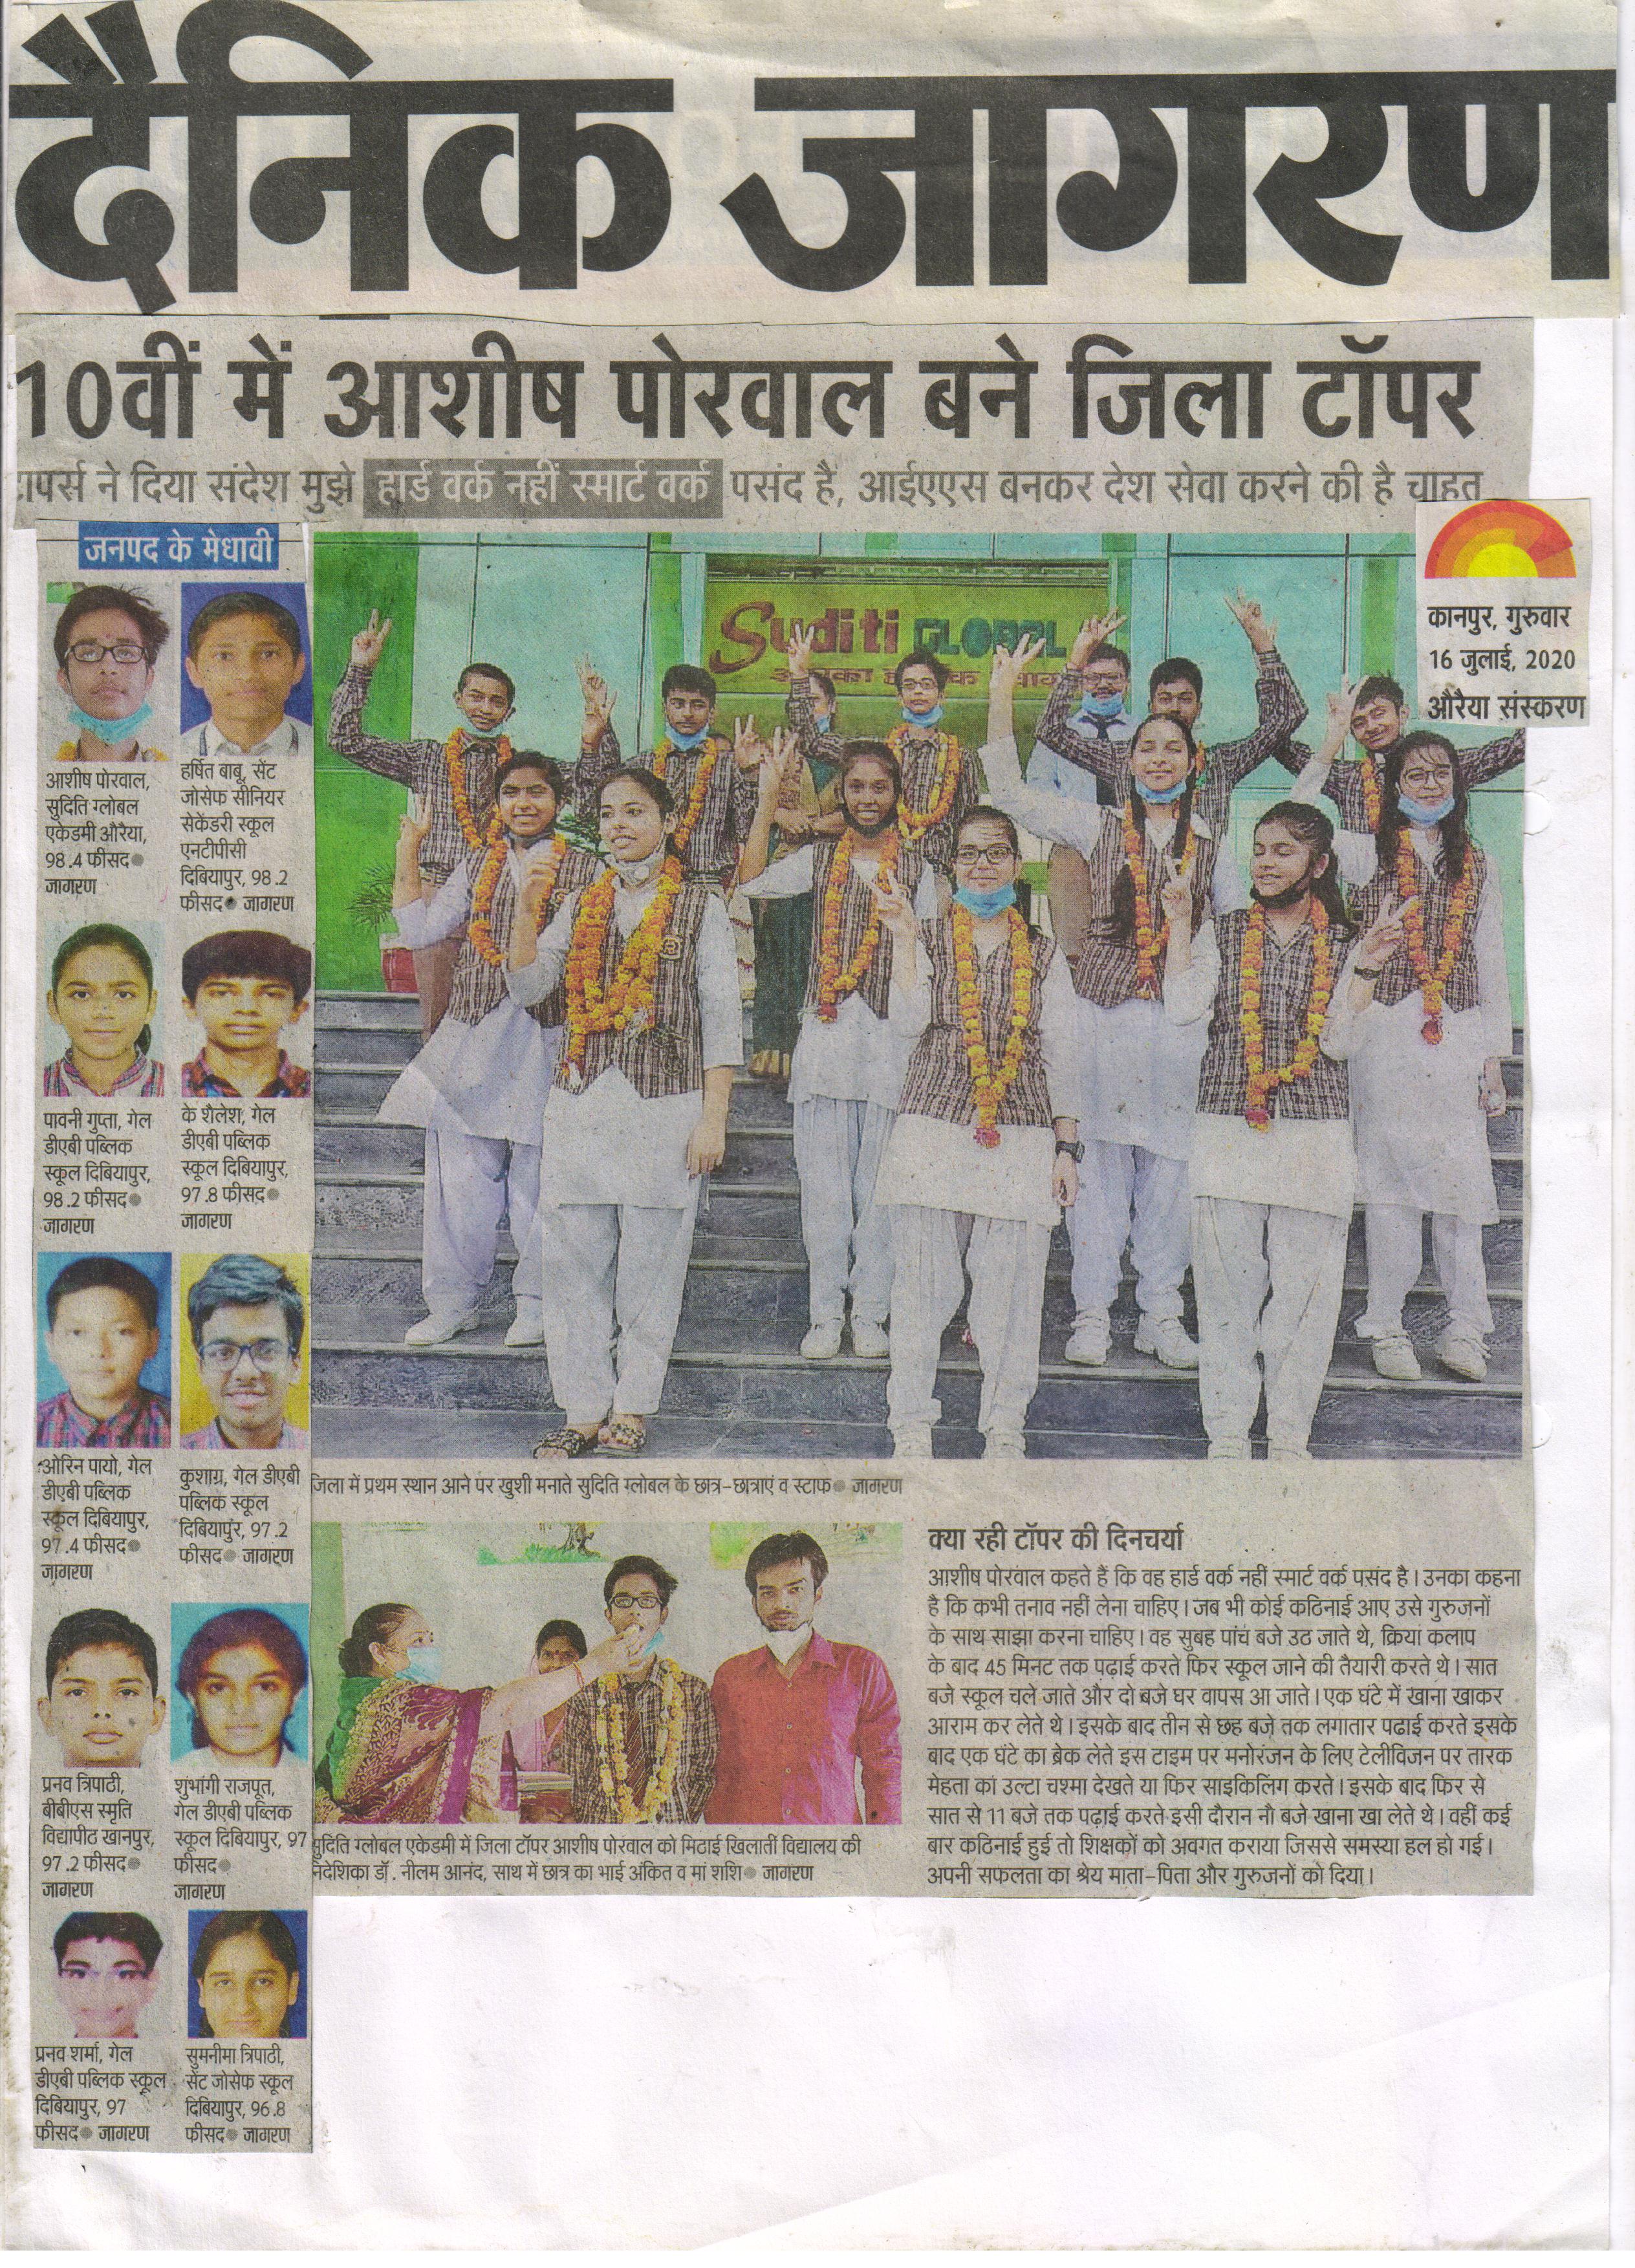 दैनिक जागरण
10वीं में आशीष पोरवाल बने जिला टॉपर
टापर्स ने दिया संदेश मुझे हार्ड वर्क नहीं स्मार्ट वर्क पसंद है, आईएएस बनकर देश सेवा करने की है चाहत
कानपुर, गुरुवार
16 जुलाई, 2020
औरैया संस्करण
जनपद के मेधावी
आशीष पोरवाल,
सुदिति ग्लोबल
एकेडमी औरैया,
98.4 फीसद●
जागरण
हर्षित बाबू, सेंट
जोसेफ सीनियर
सेकेंडरी स्कूल
एनटीपीसी
दिबियापुर, 98.2
फीसद● जागरण
पावनी गुप्ता, गेल
डीएबी पब्लिक
स्कूल दिबियापुर,
98.2 फीसद●
जागरण
के शैलेश, गेल
डीएबी पब्लिक
स्कूल दिबियापुर,
97.8 फीसद●
जागरण
ओरिन पायो, गेल
डीएबी पब्लिक
स्कूल दिबियापुर,
97.4 फीसद●
जागरण
कुशाग्र, गेल डीएबी
पब्लिक स्कूल
दिबियापुर, 97.2
फीसद● जागरण
प्रनव त्रिपाठी,
बीबीएस स्मृति
विद्यापीठ खानपुर,
97.2 फीसद●
जागरण
शुभांगी राजपूत,
गेल डीएबी पब्लिक
स्कूल दिबियापुर, 97
फीसद●
जागरण
प्रनव शर्मा, गेल
डीएबी पब्लिक स्कूल
दिबियापुर, 97
फीसद● जागरण
सुमनीमा त्रिपाठी,
सेंट जोसेफ स्कूल
दिबियापुर, 96.8
फीसद● जागरण
Suditi GLOBAL
जिला में प्रथम स्थान आने पर खुशी मनाते सुदिति ग्लोबल के छात्र-छात्राएं व स्टाफ● जागरण
सुदिति ग्लोबल एकेडमी में जिला टॉपर आशीष पोरवाल को मिठाई खिलातीं विद्यालय की
निदेशिका डॉ. नीलम आनंद, साथ में छात्र का भाई अंकित व मां शशि● जागरण
क्या रही टॉपर की दिनचर्या
आशीष पोरवाल कहते हैं कि वह हार्ड वर्क नहीं स्मार्ट वर्क पसंद है। उनका कहना
है कि कभी तनाव नहीं लेना चाहिए। जब भी कोई कठिनाई आए उसे गुरुजनों
के साथ साझा करना चाहिए। वह सुबह पांच बजे उठ जाते थे, क्रिया कलाप
के बाद 45 मिनट तक पढ़ाई करते फिर स्कूल जाने की तैयारी करते थे। सात
बजे स्कूल चले जाते और दो बजे घर वापस आ जाते। एक घंटे में खाना खाकर
आराम कर लेते थे। इसके बाद तीन से छह बजे तक लगातार पढाई करते इसके
बाद एक घंटे का ब्रेक लेते इस टाइम पर मनोरंजन के लिए टेलीविजन पर तारक
मेहता का उल्टा चश्मा देखते या फिर साइकिलिंग करते। इसके बाद फिर से
सात से 11 बजे तक पढ़ाई करते इसी दौरान नौ बजे खाना खा लेते थे। वहीं कई
बार कठिनाई हुई तो शिक्षकों को अवगत कराया जिससे समस्या हल हो गई।
अपनी सफलता का श्रेय माता-पिता और गुरुजनों को दिया।